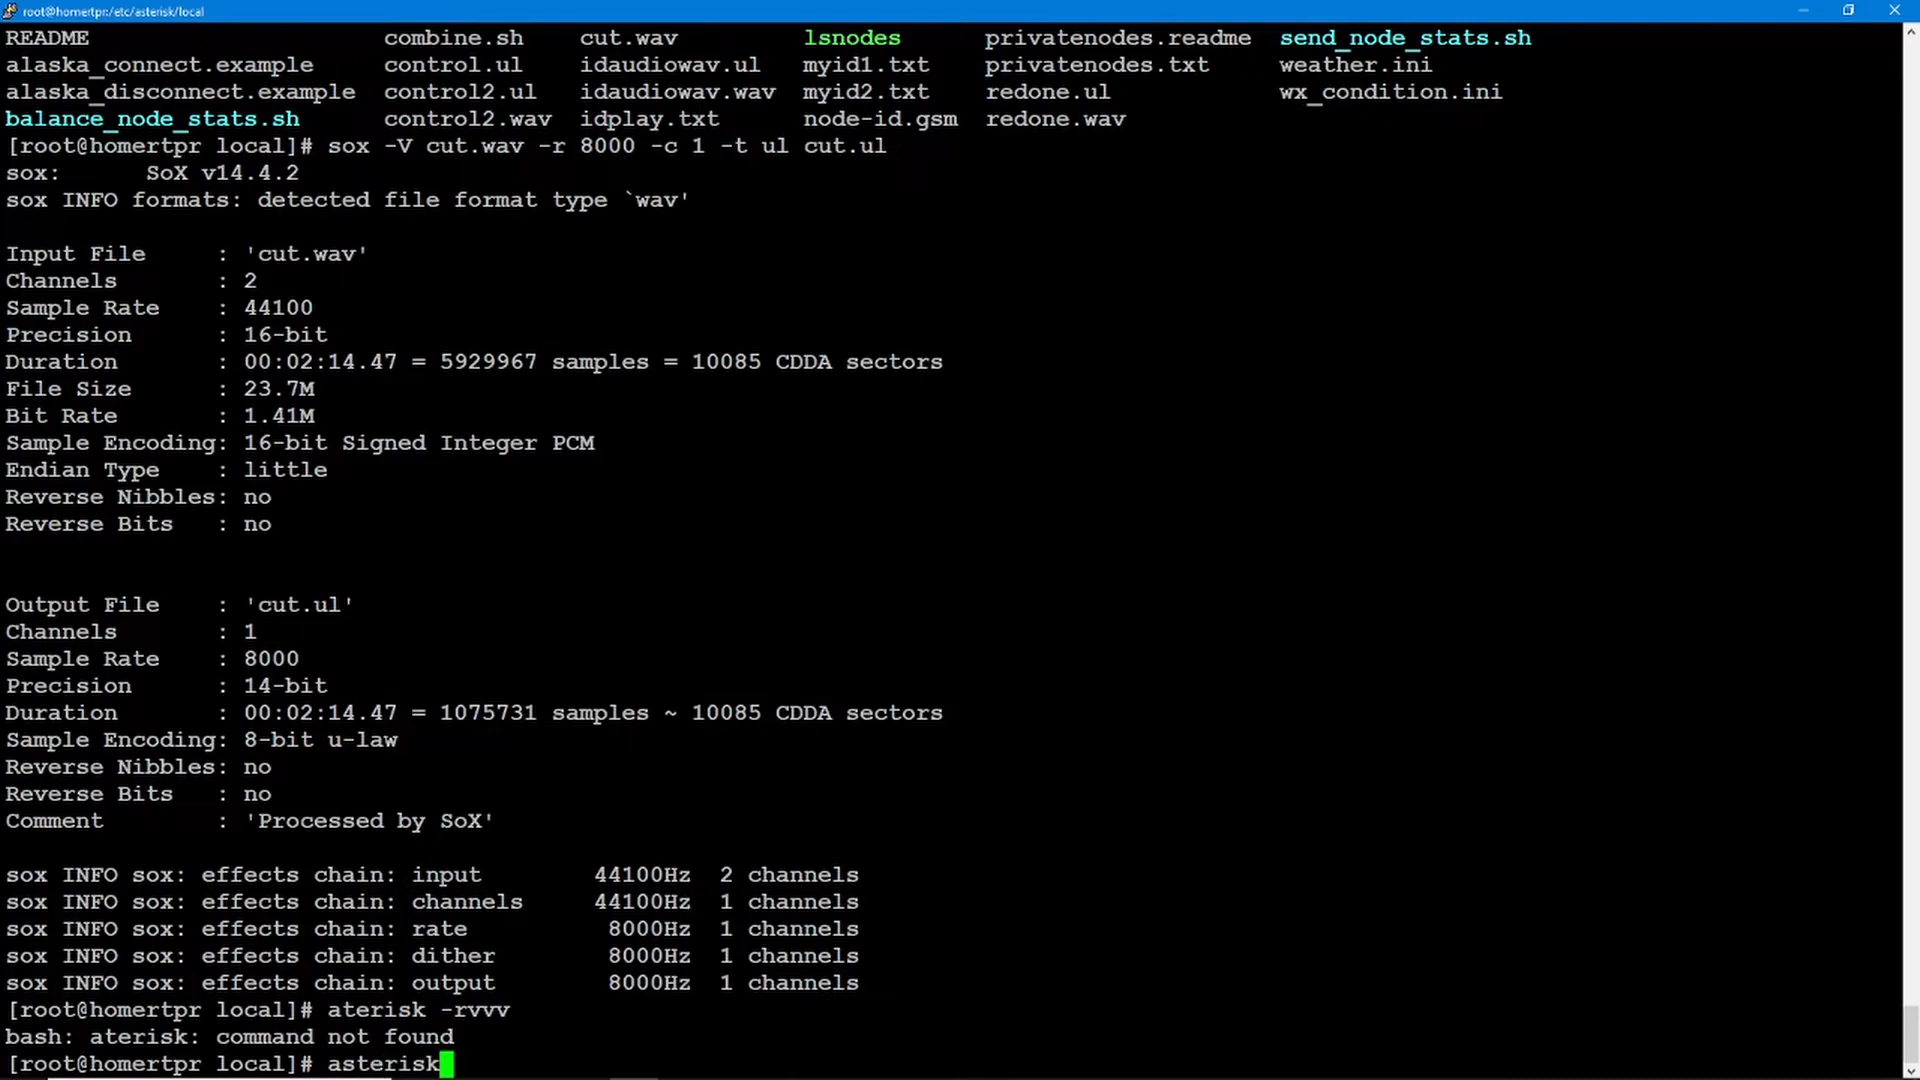 root@homertpr:/etc/asterisk/local
README combine.sh cut.wav lsnodes privatenodes.readme send_node_stats.sh
alaska_connect.example control.ul idaudiowav.ul myid1.txt privatenodes.txt weather.ini
alaska_disconnect.example control2.ul idaudiowav.wav myid2.txt redone.ul wx_condition.ini
balance_node_stats.sh control2.wav idplay.txt node-id.gsm redone.wav
[root@homertpr local]# sox -V cut.wav -r 8000 -c 1 -t ul cut.ul
sox: SoX v14.4.2
sox INFO formats: detected file format type `wav'
Input File : 'cut.wav'
Channels : 2
Sample Rate : 44100
Precision : 16-bit
Duration : 00:02:14.47 = 5929967 samples = 10085 CDDA sectors
File Size : 23.7M
Bit Rate : 1.41M
Sample Encoding: 16-bit Signed Integer PCM
Endian Type : little
Reverse Nibbles: no
Reverse Bits : no
Output File : 'cut.ul'
Channels : 1
Sample Rate : 8000
Precision : 14-bit
Duration : 00:02:14.47 = 1075731 samples ~ 10085 CDDA sectors
Sample Encoding: 8-bit u-law
Reverse Nibbles: no
Reverse Bits : no
Comment : 'Processed by SoX'
sox INFO sox: effects chain: input 44100Hz 2 channels
sox INFO sox: effects chain: channels 44100Hz 1 channels
sox INFO sox: effects chain: rate 8000Hz 1 channels
sox INFO sox: effects chain: dither 8000Hz 1 channels
sox INFO sox: effects chain: output 8000Hz 1 channels
[root@homertpr local]# aterisk -rvvv
bash: aterisk: command not found
[root@homertpr local]# asterisk